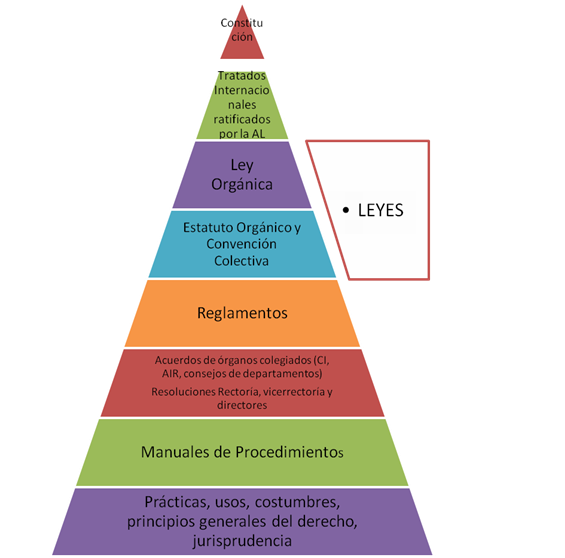 Constitu
ción
Tratados
Internacio
nales
ratificados
por la AL
Ley
Orgánica
• LEYES
Estatuto Orgánico y
Convención
Colectiva
Reglamentos
Acuerdos de órganos colegiados (CI,
AIR, consejos de departamentos)
Resoluciones Rectoría, vicerrectoria y
directores
Manuales de Procedimientos
Prácticas, usos, costumbres,
principios generales del derecho,
jurisprudencia